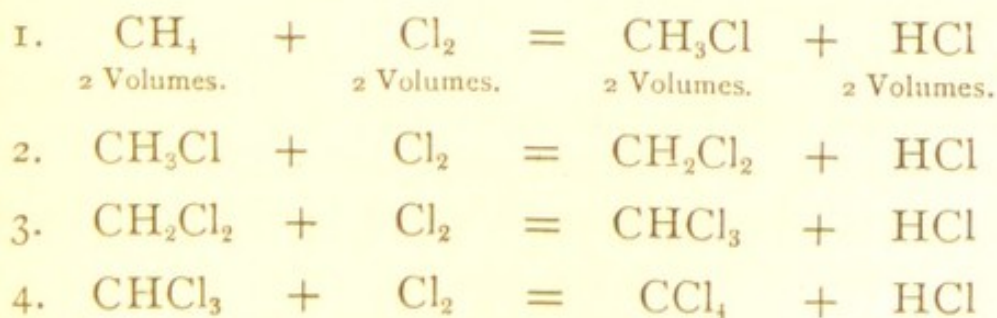 1. CH₄ + Cl₂ = CH₃Cl + HCl
2 Volumes. 2 Volumes. 2 Volumes. 2 Volumes.
2. CH₃Cl + Cl₂ = CH₂Cl₂ + HCl
3. CH₂Cl₂ + Cl₂ = CHCl₃ + HCl
4. CHCl₃ + Cl₂ = CCl₄ + HCl